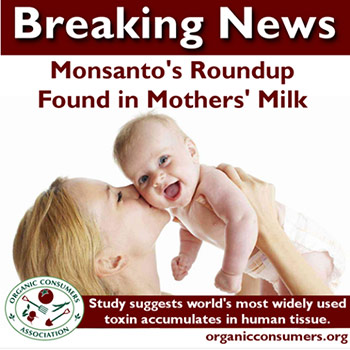 Breaking News
Monsanto's Roundup
Found in Mothers' Milk
ORGANIC CONSUMERS
ASSOCIATION
Study suggests world's most widely used
toxin accumulates in human tissue.
organicconsumers.org